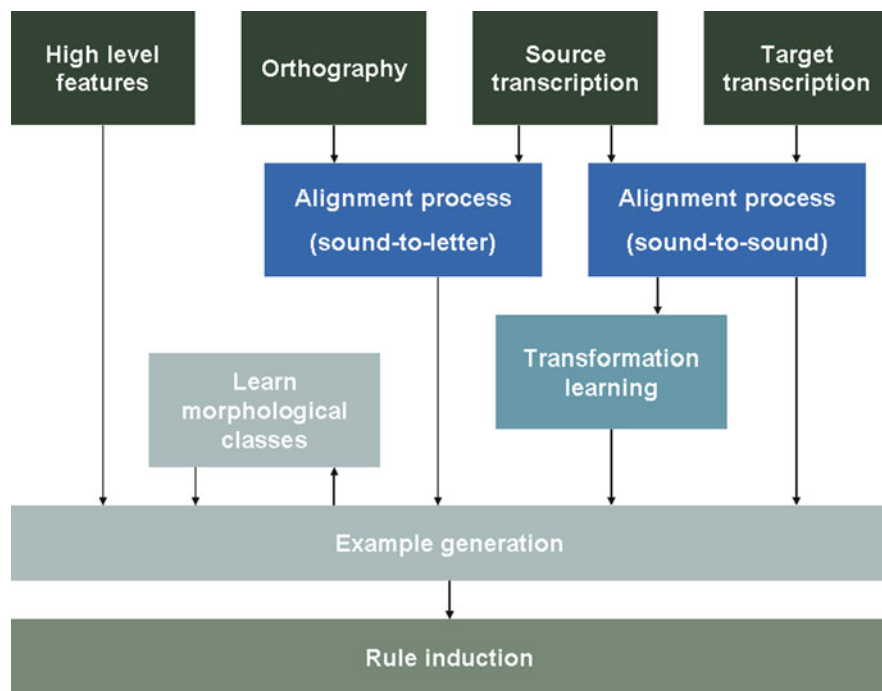 High level
features
Orthography
Source
transcription
Target
transcription
Alignment process
(sound-to-letter)
Alignment process
(sound-to-sound)
Transformation
learning
Learn
morphological
classes
Example generation
Rule induction